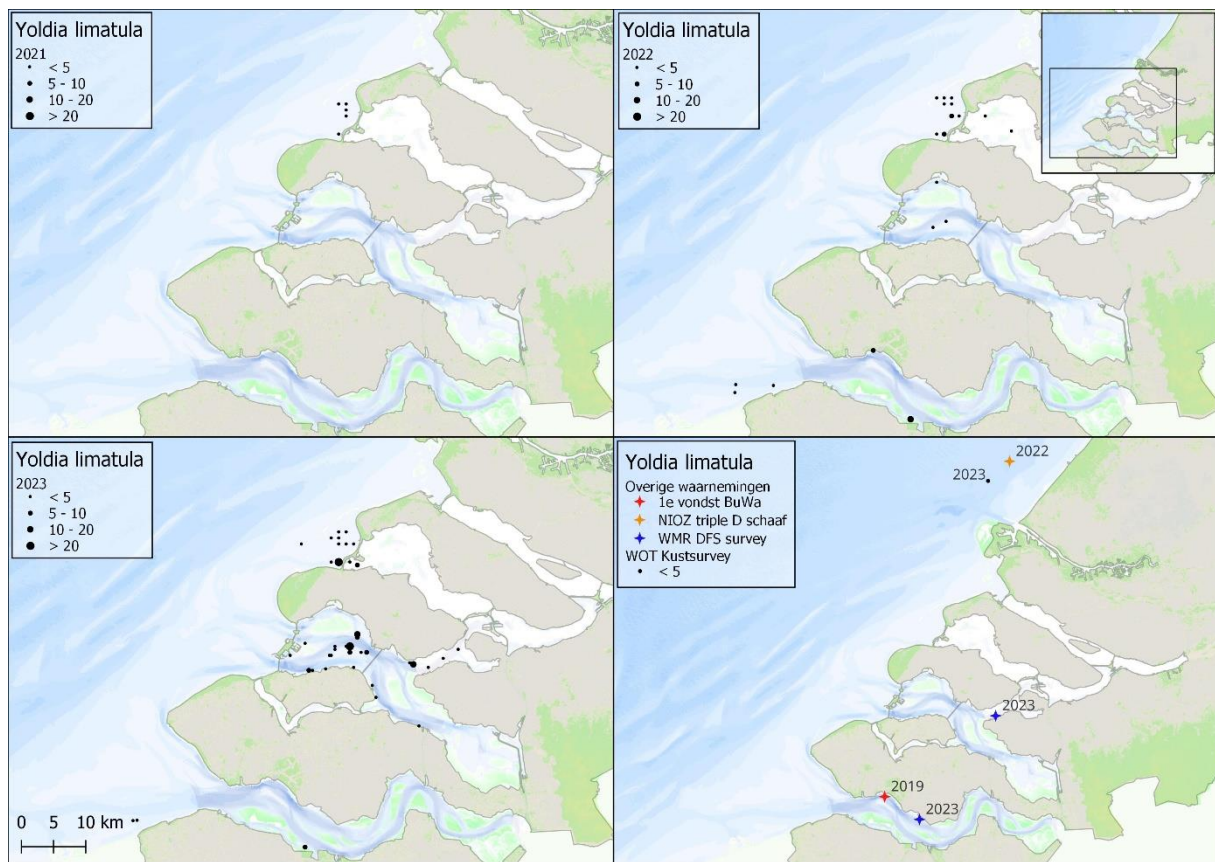 Yoldia limatula
2021
< 5
5 - 10
10 - 20
> 20
Yoldia limatula
2022
< 5
5 - 10
10 - 20
> 20
Yoldia limatula
2023
< 5
5 - 10
10 - 20
> 20
0 5 10 km
Yoldia limatula
Overige waarnemingen
1e vondst BuWa
NIOZ triple D schaaf
WMR DFS survey
WOT Kustsurvey
< 5
2022
2023
2023
2019
2023